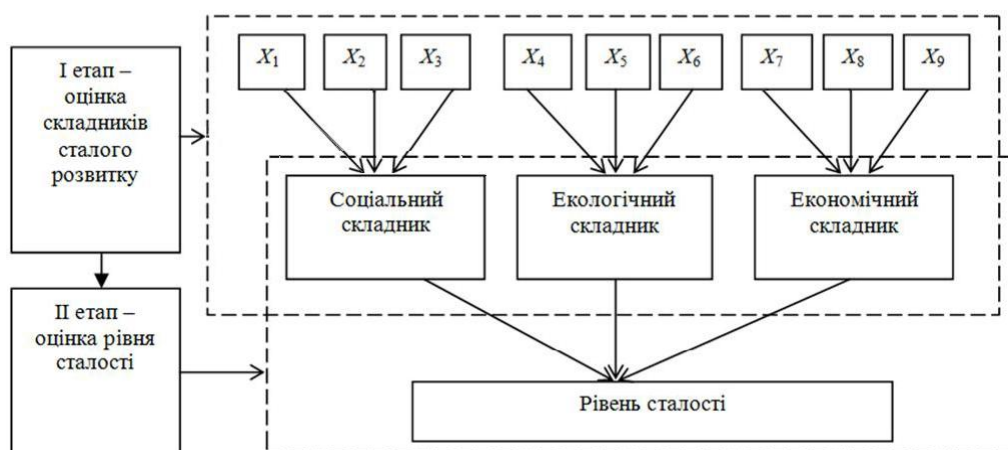 I етап –
оцінка
складників
сталого
розвитку
X1
X2
X3
X4
X5
X6
X7
X8
X9
Соціальний
складник
Екологічний
складник
Економічний
складник
II етап –
оцінка рівня
сталості
Рівень сталості